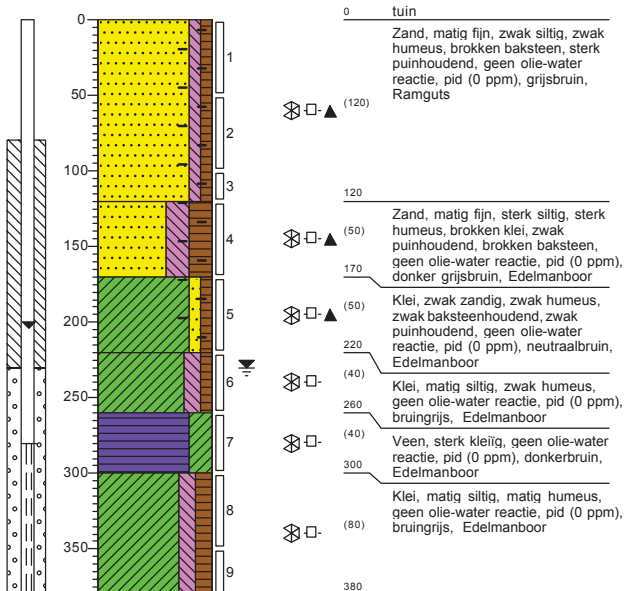 0 tuin
0
Zand, matig fijn, zwak siltig, zwak
humeus, brokken baksteen, sterk
puinhoudend, geen olie-water
reactie, pid (0 ppm), grijsbruin,
Ramguts
1
50
(120)
2
100
3
120
Zand, matig fijn, sterk siltig, sterk
humeus, brokken klei, zwak
puinhoudend, brokken baksteen,
geen olie-water reactie, pid (0 ppm),
donker grijsbruin, Edelmanboor
4
(50)
150
170
Klei, zwak zandig, zwak humeus,
zwak baksteenhoudend, zwak
puinhoudend, geen olie-water
reactie, pid (0 ppm), neutraalbruin,
Edelmanboor
5
(50)
200
220
Klei, matig siltig, zwak humeus,
geen olie-water reactie, pid (0 ppm),
bruingrijs, Edelmanboor
6
(40)
250
260
Veen, sterk kleiïg, geen olie-water
reactie, pid (0 ppm), donkerbruin,
Edelmanboor
7
(40)
300
300
Klei, matig siltig, matig humeus,
geen olie-water reactie, pid (0 ppm),
bruingrijs, Edelmanboor
8
(80)
350
9
380